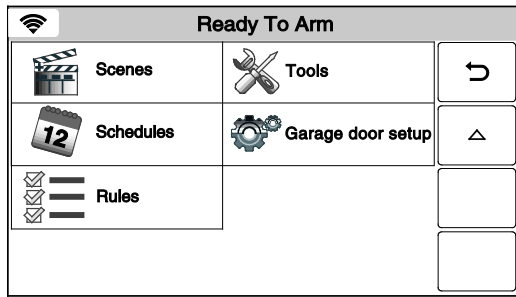 Ready To Arm
Scenes
Tools
12
Schedules
Garage door setup
Rules